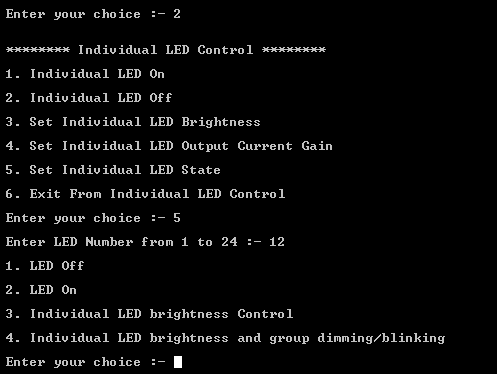 Enter your choice :- 2
******** Individual LED Control ********
1. Individual LED On
2. Individual LED Off
3. Set Individual LED Brightness
4. Set Individual LED Output Current Gain
5. Set Individual LED State
6. Exit From Individual LED Control
Enter your choice :- 5
Enter LED Number from 1 to 24 :- 12
1. LED Off
2. LED On
3. Individual LED brightness Control
4. Individual LED brightness and group dimming/blinking
Enter your choice :-